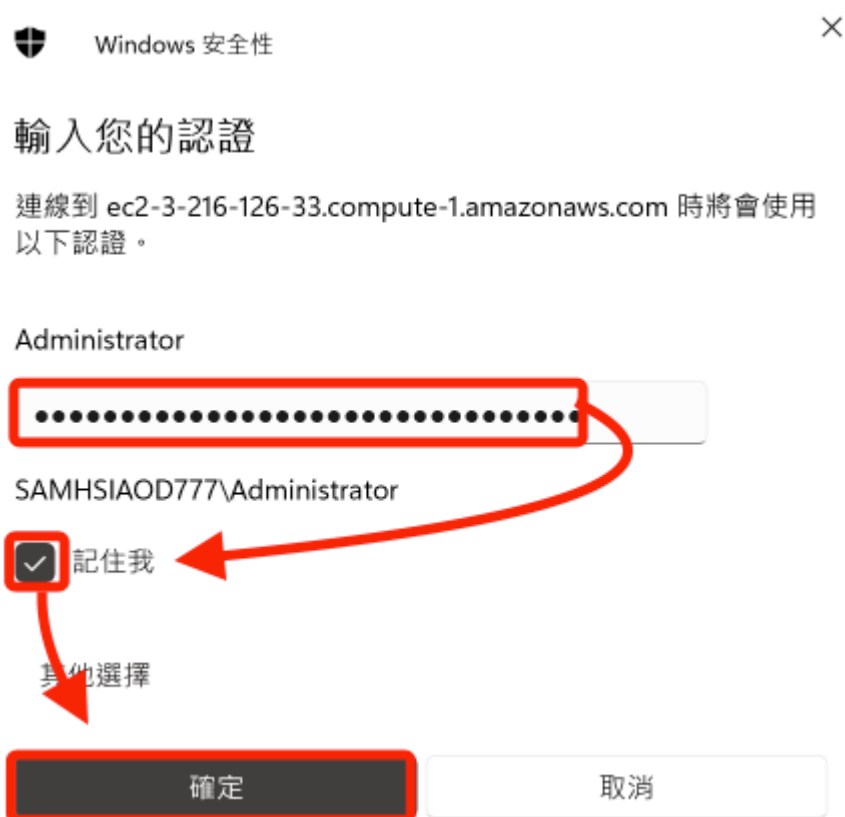 Windows 安全性
輸入您的認證
連線到 ec2-3-216-126-33.compute-1.amazonaws.com 時將會使用
以下認證。
Administrator
●●●●●●●●●●●●●●●●●●●●●●●●●●●●●●●●
SAMHSIAOD777\Administrator
記住我
其他選擇
確定
取消